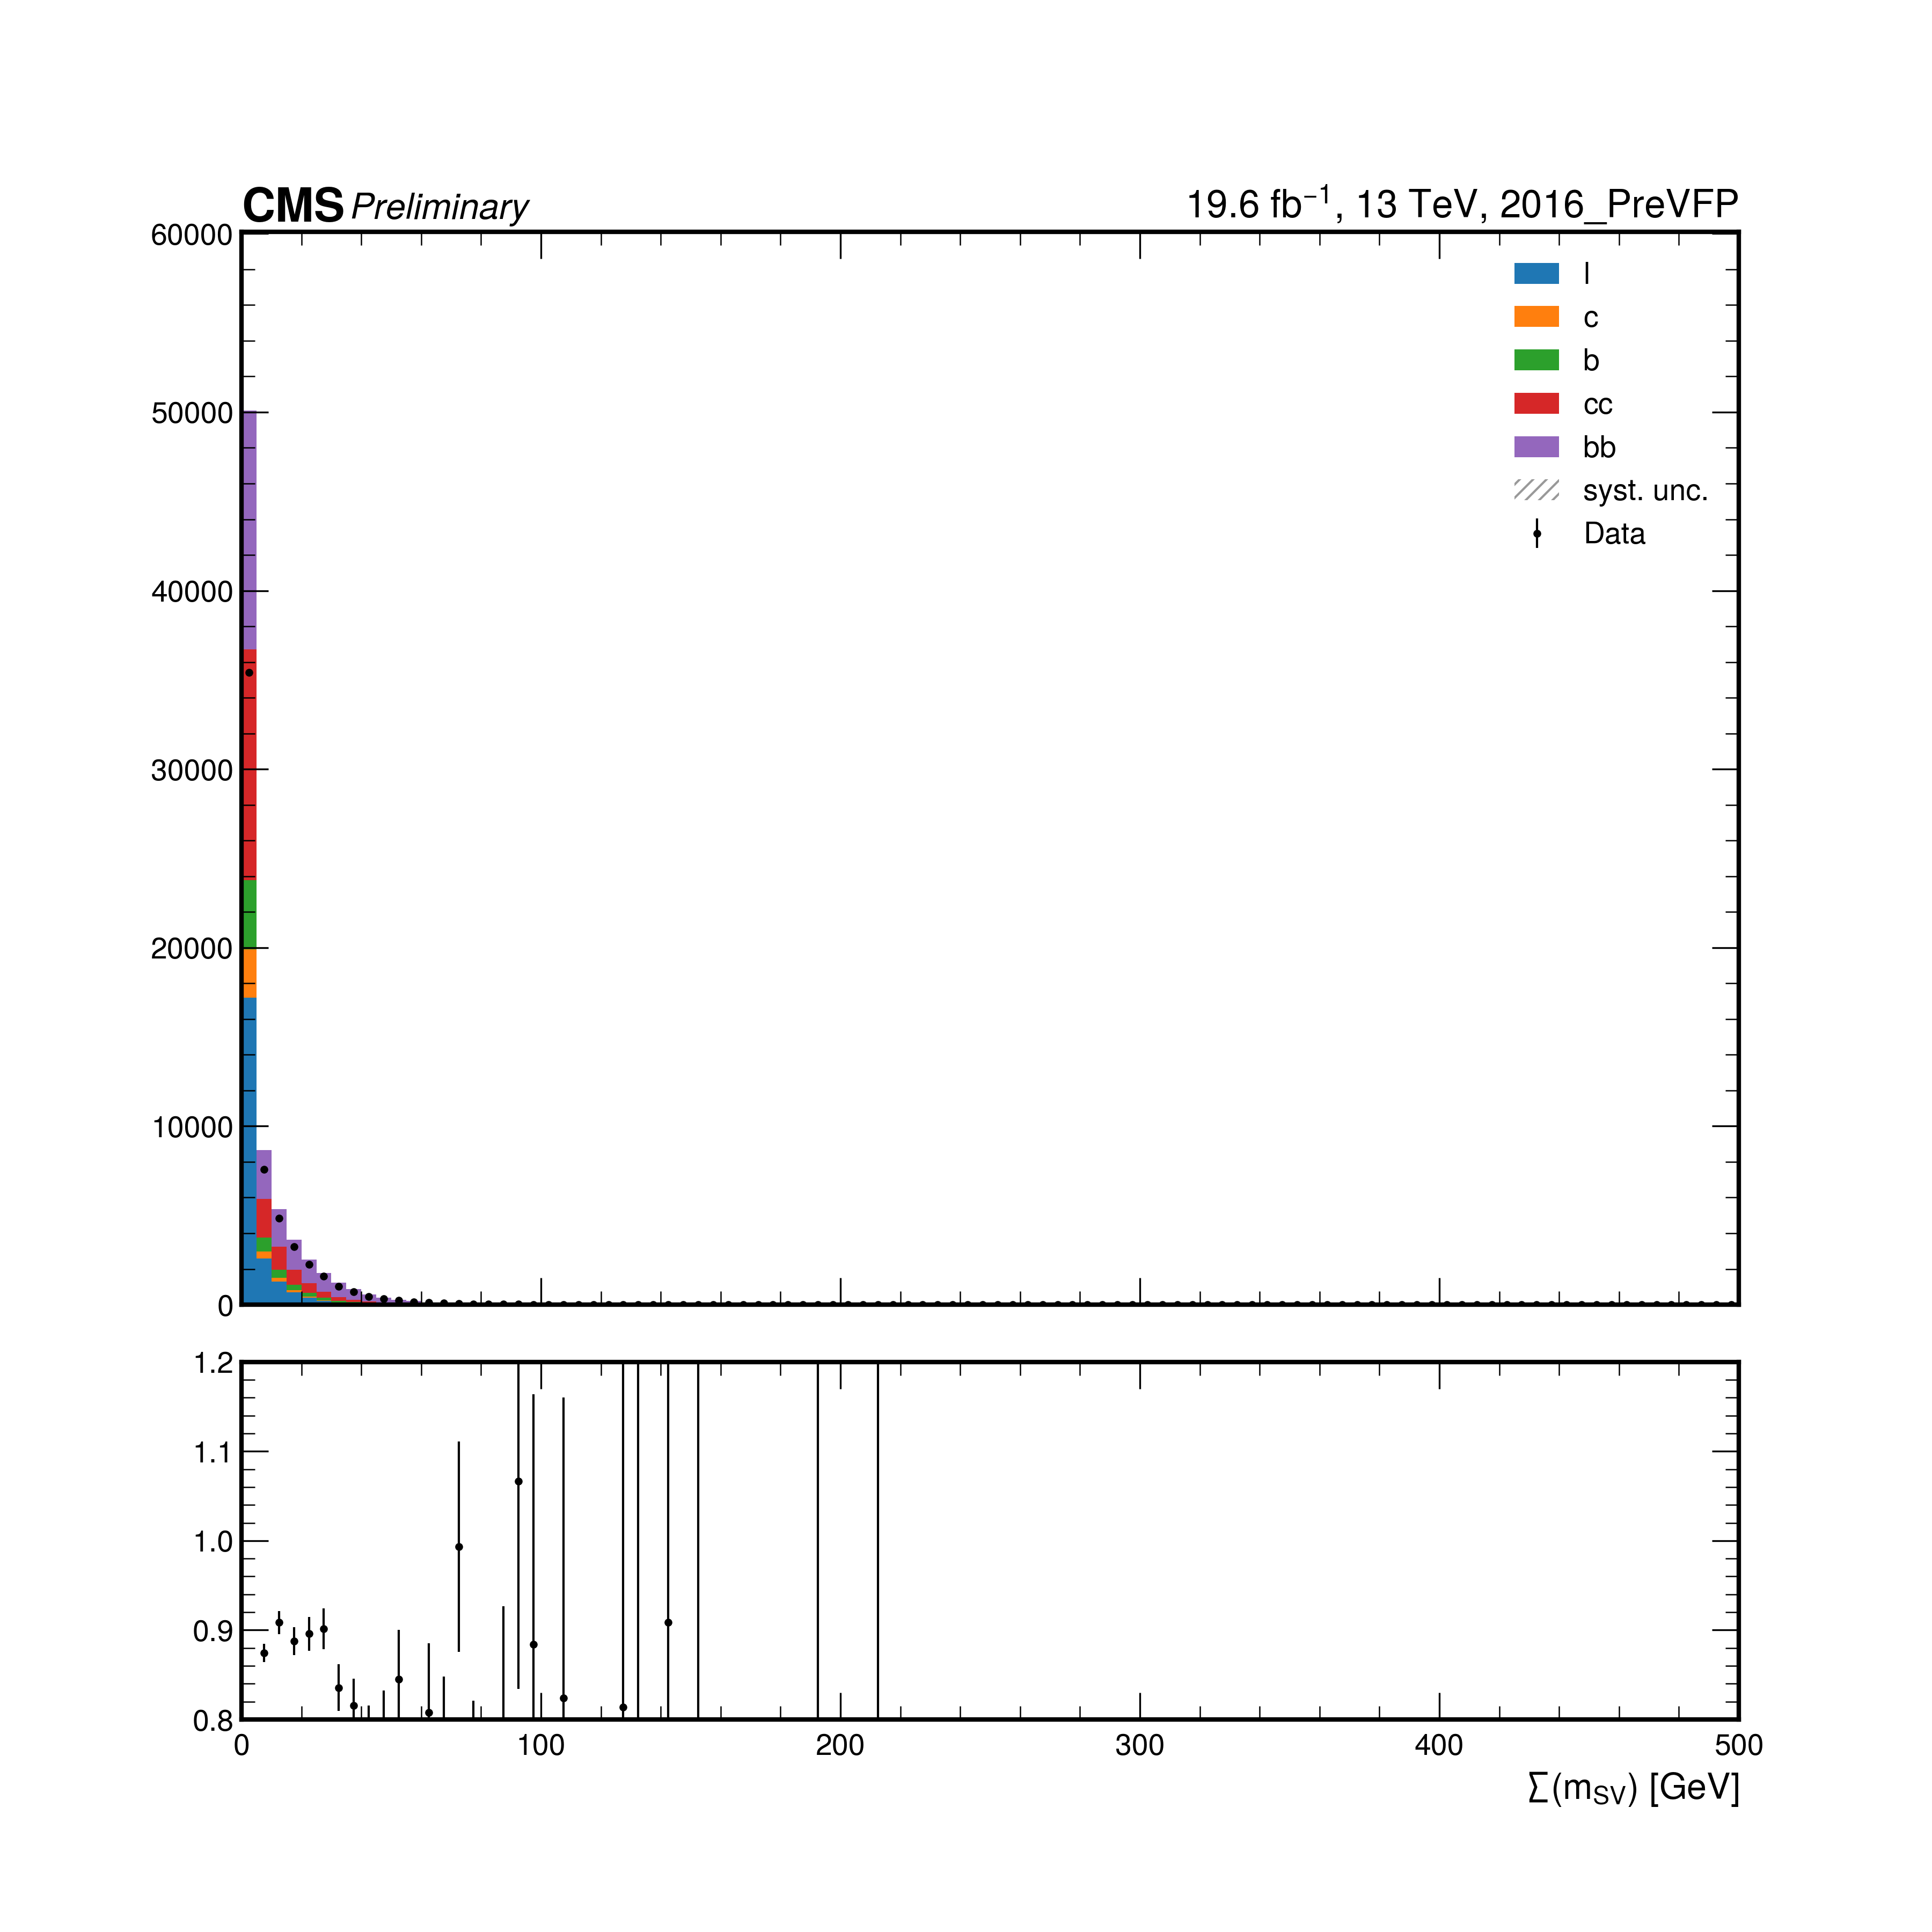 CMS Preliminary 19.6 fb⁻¹, 13 TeV, 2016_PreVFP
60000
50000
40000
30000
20000
10000
0
l
c
b
cc
bb
syst. unc.
Data
1.2
1.1
1.0
0.9
0.8
0 100 200 300 400 500
Σ(mSV) [GeV]